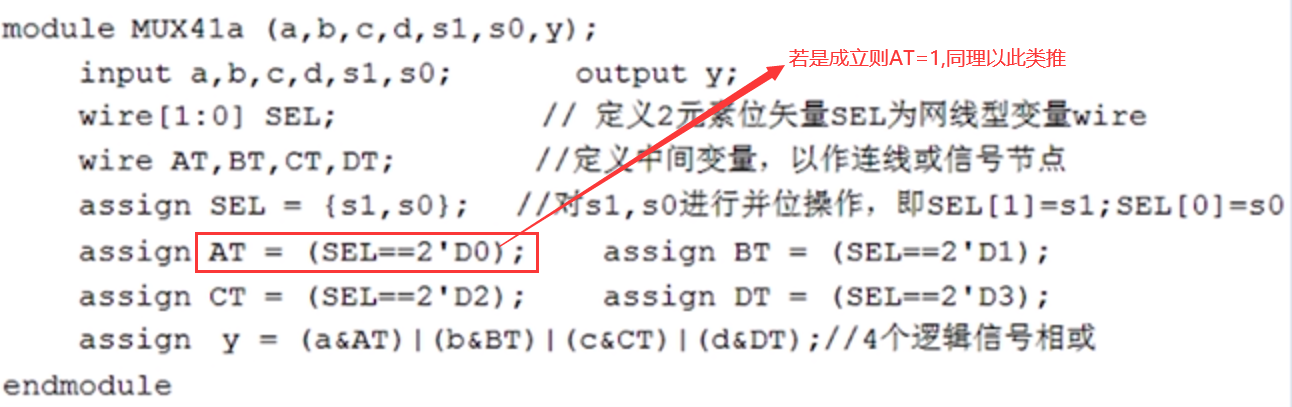 module MUX41a (a,b,c,d,s1,s0,y);
若是成立则AT=1,同理以此类推
input a,b,c,d,s1,s0; output y;
wire[1:0] SEL; // 定义2元素位矢量SEL为网线型变量wire
wire AT,BT,CT,DT; //定义中间变量，以作连线或信号节点
assign SEL = {s1,s0}; //对s1,s0进行并位操作，即SEL[1]=s1;SEL[0]=s0
assign AT = (SEL==2'D0); assign BT = (SEL==2'D1);
assign CT = (SEL==2'D2); assign DT = (SEL==2'D3);
assign y = (a&AT)|(b&BT)|(c&CT)|(d&DT);//4个逻辑信号相或
endmodule